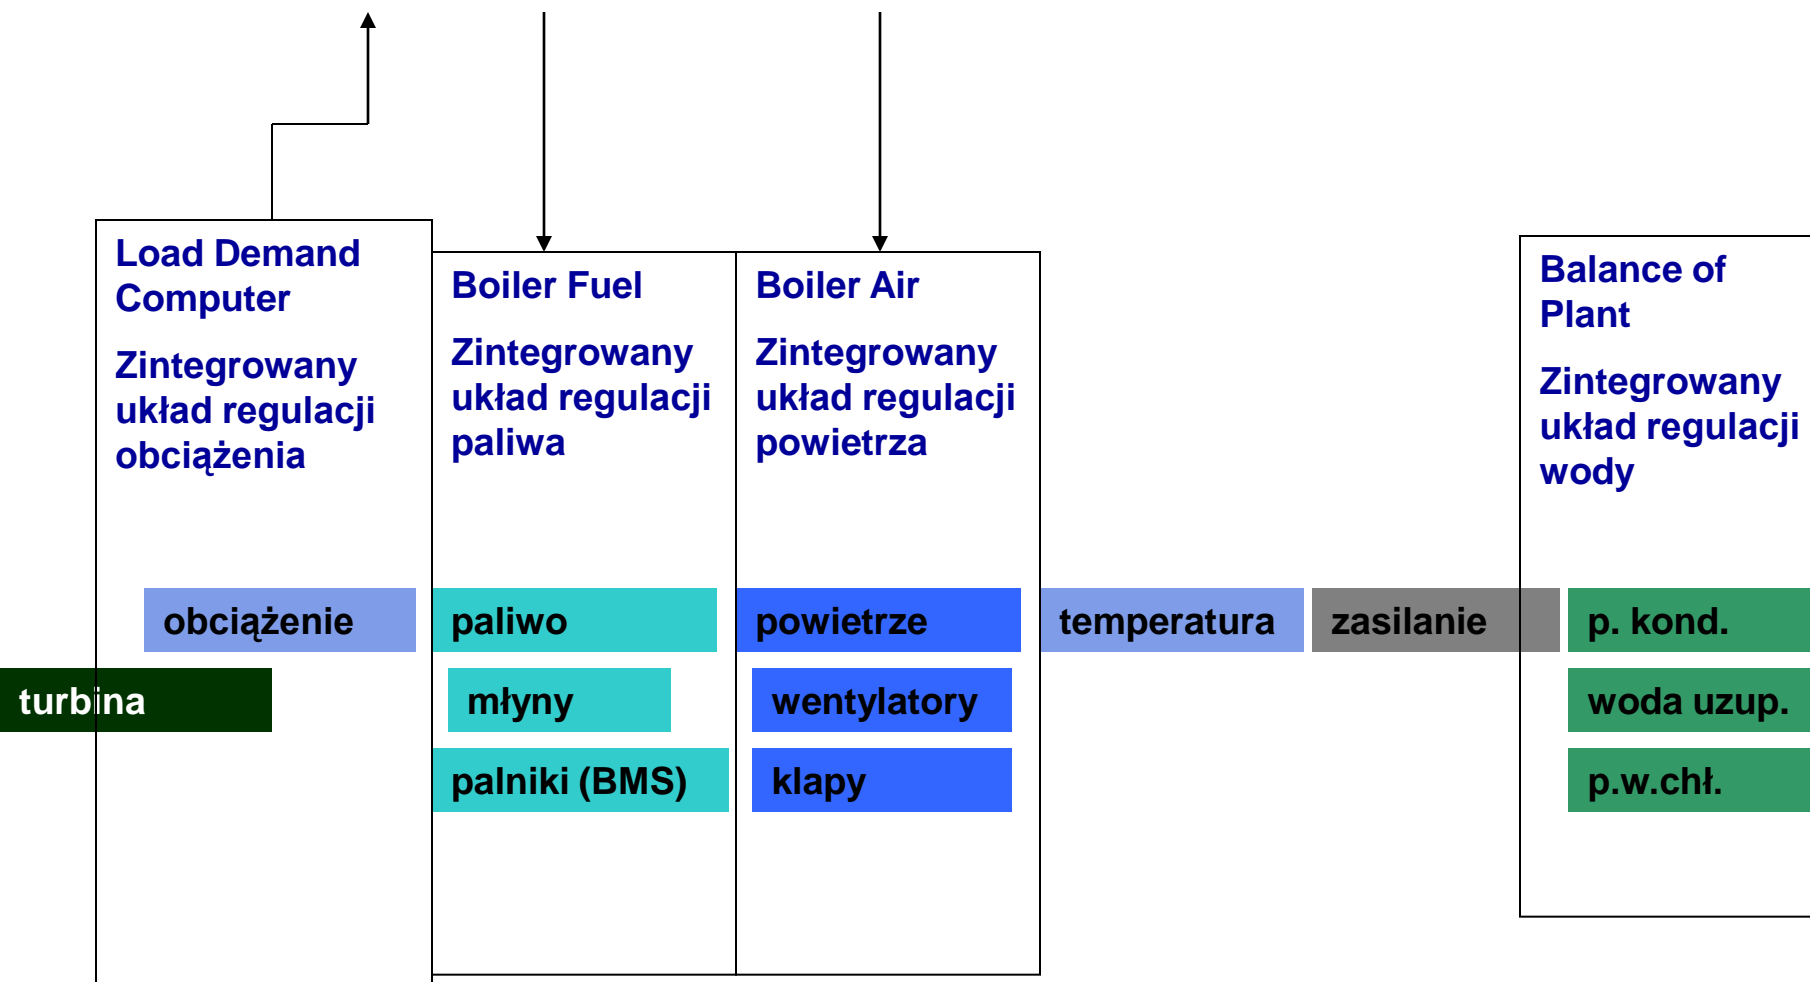 Load Demand
Computer
Zintegrowany
układ regulacji
obciążenia
Boiler Fuel
Zintegrowany
układ regulacji
paliwa
Boiler Air
Zintegrowany
układ regulacji
powietrza
Balance of
Plant
Zintegrowany
układ regulacji
wody
obciążenie
paliwo
powietrze
temperatura
zasilanie
p. kond.
turbina
młyny
wentylatory
woda uzup.
palniki (BMS)
klapy
p.w.chł.